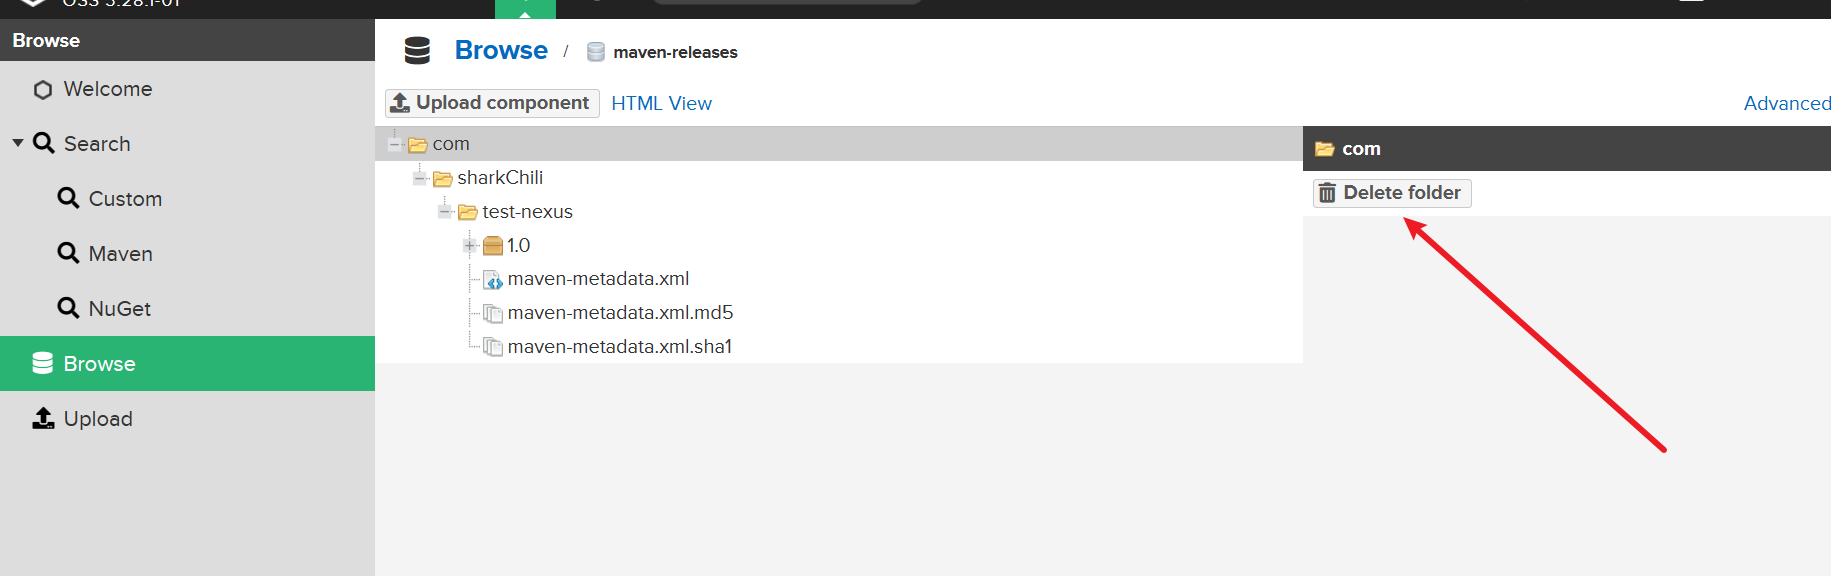 OSS 3.28.1-01
Browse
Welcome
Search
Custom
Maven
NuGet
Browse
Upload
Browse / maven-releases
Upload component HTML View Advanced
com
sharkChili
test-nexus
1.0
maven-metadata.xml
maven-metadata.xml.md5
maven-metadata.xml.sha1
com
Delete folder